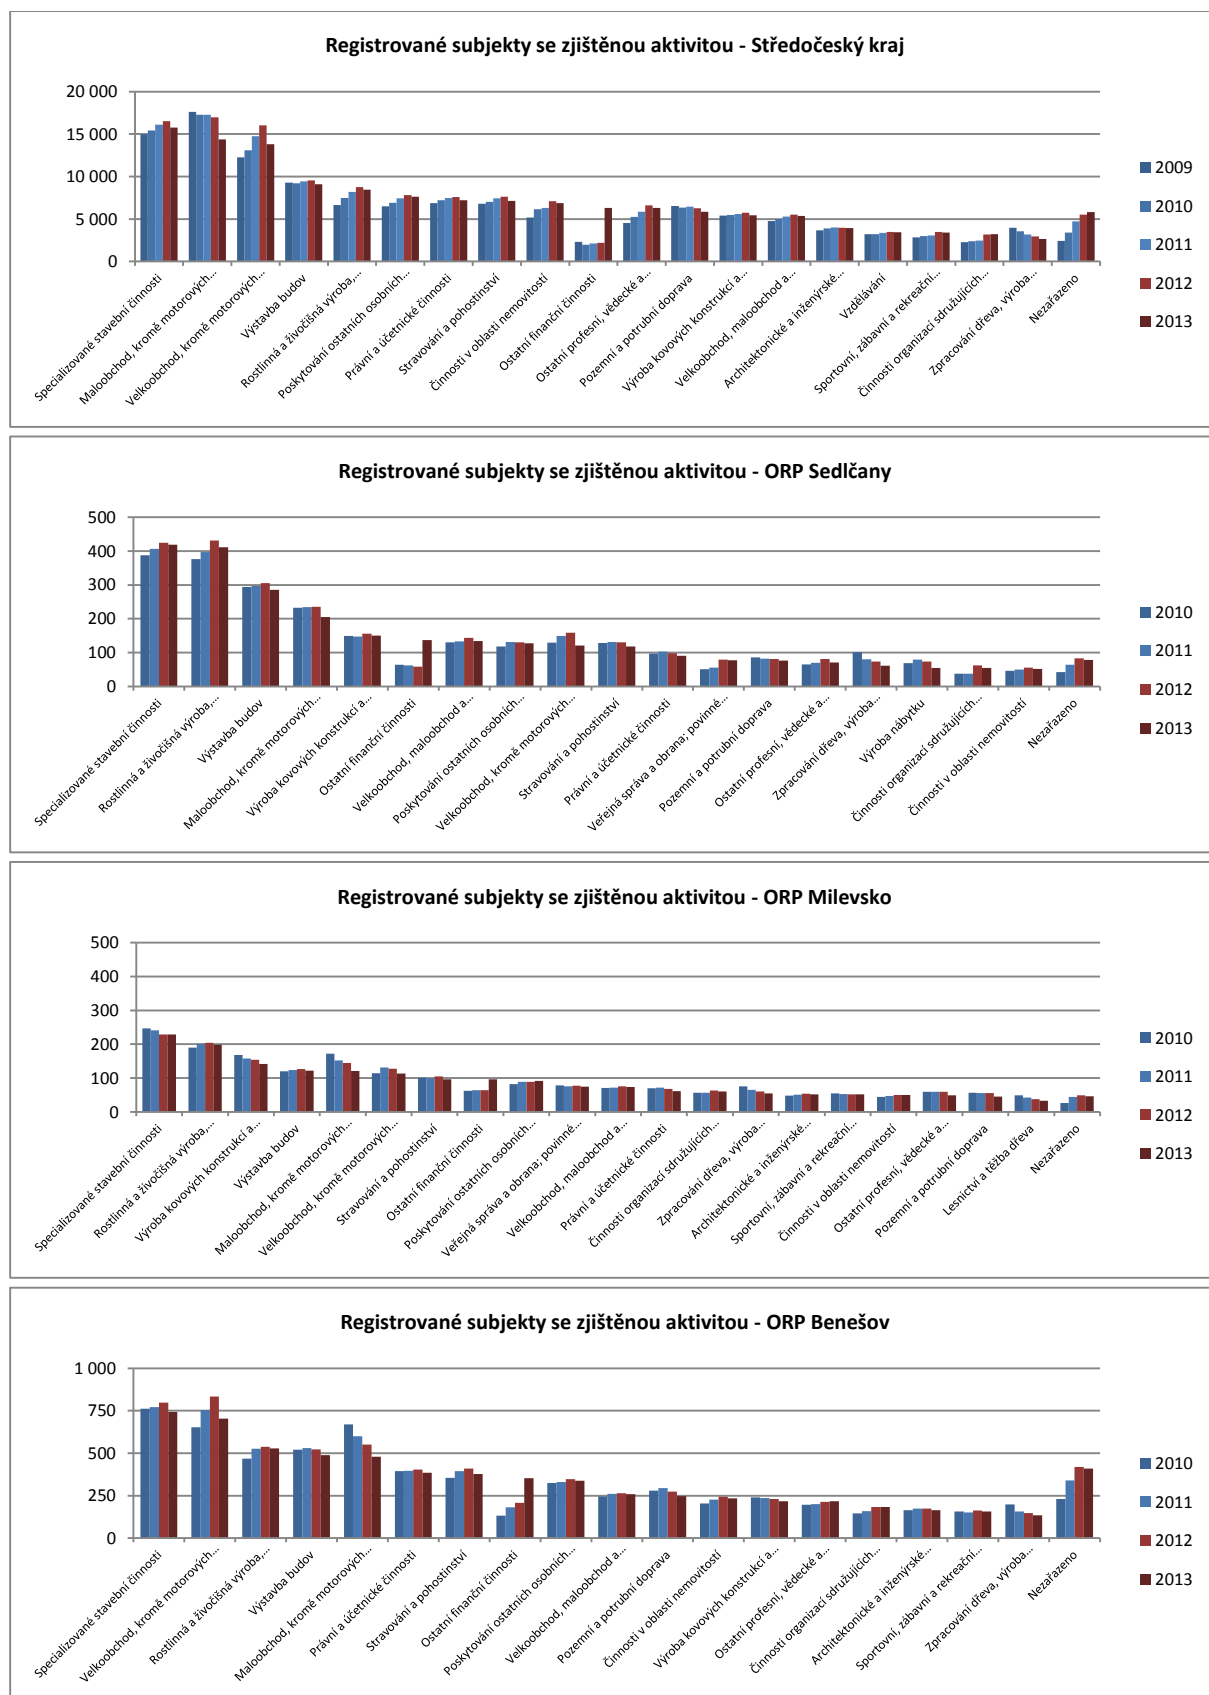 Registrované subjekty se zjištěnou aktivitou - Středočeský kraj
20 000
15 000
10 000
5 000
0
2009
2010
2011
2012
2013
Specializované stavební činnosti
Maloobchod, kromě motorových…
Velkoobchod, kromě motorových…
Výstavba budov
Rostlinná a živočišná výroba,…
Poskytování ostatních osobních…
Právní a účetnické činnosti
Stravování a pohostinství
Činnosti v oblasti nemovitostí
Ostatní finanční činnosti
Ostatní profesní, vědecké a…
Pozemní a potrubní doprava
Výroba kovových konstrukcí a…
Velkoobchod, maloobchod a…
Architektonické a inženýrské…
Vzdělávání
Sportovní, zábavní a rekreační…
Činnosti organizací sdružujících…
Zpracování dřeva, výroba…
Nezařazeno
Registrované subjekty se zjištěnou aktivitou - ORP Sedlčany
500
400
300
200
100
0
2010
2011
2012
2013
Specializované stavební činnosti
Rostlinná a živočišná výroba,…
Výstavba budov
Maloobchod, kromě motorových…
Výroba kovových konstrukcí a…
Ostatní finanční činnosti
Velkoobchod, maloobchod a…
Poskytování ostatních osobních…
Velkoobchod, kromě motorových…
Stravování a pohostinství
Právní a účetnické činnosti
Veřejná správa a obrana; povinné…
Pozemní a potrubní doprava
Ostatní profesní, vědecké a…
Zpracování dřeva, výroba…
Výroba nábytku
Činnosti organizací sdružujících…
Činnosti v oblasti nemovitostí
Nezařazeno
Registrované subjekty se zjištěnou aktivitou - ORP Milevsko
500
400
300
200
100
0
2010
2011
2012
2013
Specializované stavební činnosti
Rostlinná a živočišná výroba,…
Výroba kovových konstrukcí a…
Výstavba budov
Maloobchod, kromě motorových…
Velkoobchod, kromě motorových…
Stravování a pohostinství
Ostatní finanční činnosti
Poskytování ostatních osobních…
Veřejná správa a obrana; povinné…
Velkoobchod, maloobchod a…
Právní a účetnické činnosti
Činnosti organizací sdružujících…
Zpracování dřeva, výroba…
Architektonické a inženýrské…
Sportovní, zábavní a rekreační…
Činnosti v oblasti nemovitostí
Ostatní profesní, vědecké a…
Pozemní a potrubní doprava
Lesnictví a těžba dřeva
Nezařazeno
Registrované subjekty se zjištěnou aktivitou - ORP Benešov
1 000
750
500
250
0
2010
2011
2012
2013
Specializované stavební činnosti
Velkoobchod, kromě motorových…
Rostlinná a živočišná výroba,…
Výstavba budov
Maloobchod, kromě motorových…
Právní a účetnické činnosti
Stravování a pohostinství
Ostatní finanční činnosti
Poskytování ostatních osobních…
Velkoobchod, maloobchod a…
Pozemní a potrubní doprava
Činnosti v oblasti nemovitostí
Výroba kovových konstrukcí a…
Ostatní profesní, vědecké a…
Činnosti organizací sdružujících…
Architektonické a inženýrské…
Sportovní, zábavní a rekreační…
Zpracování dřeva, výroba…
Nezařazeno